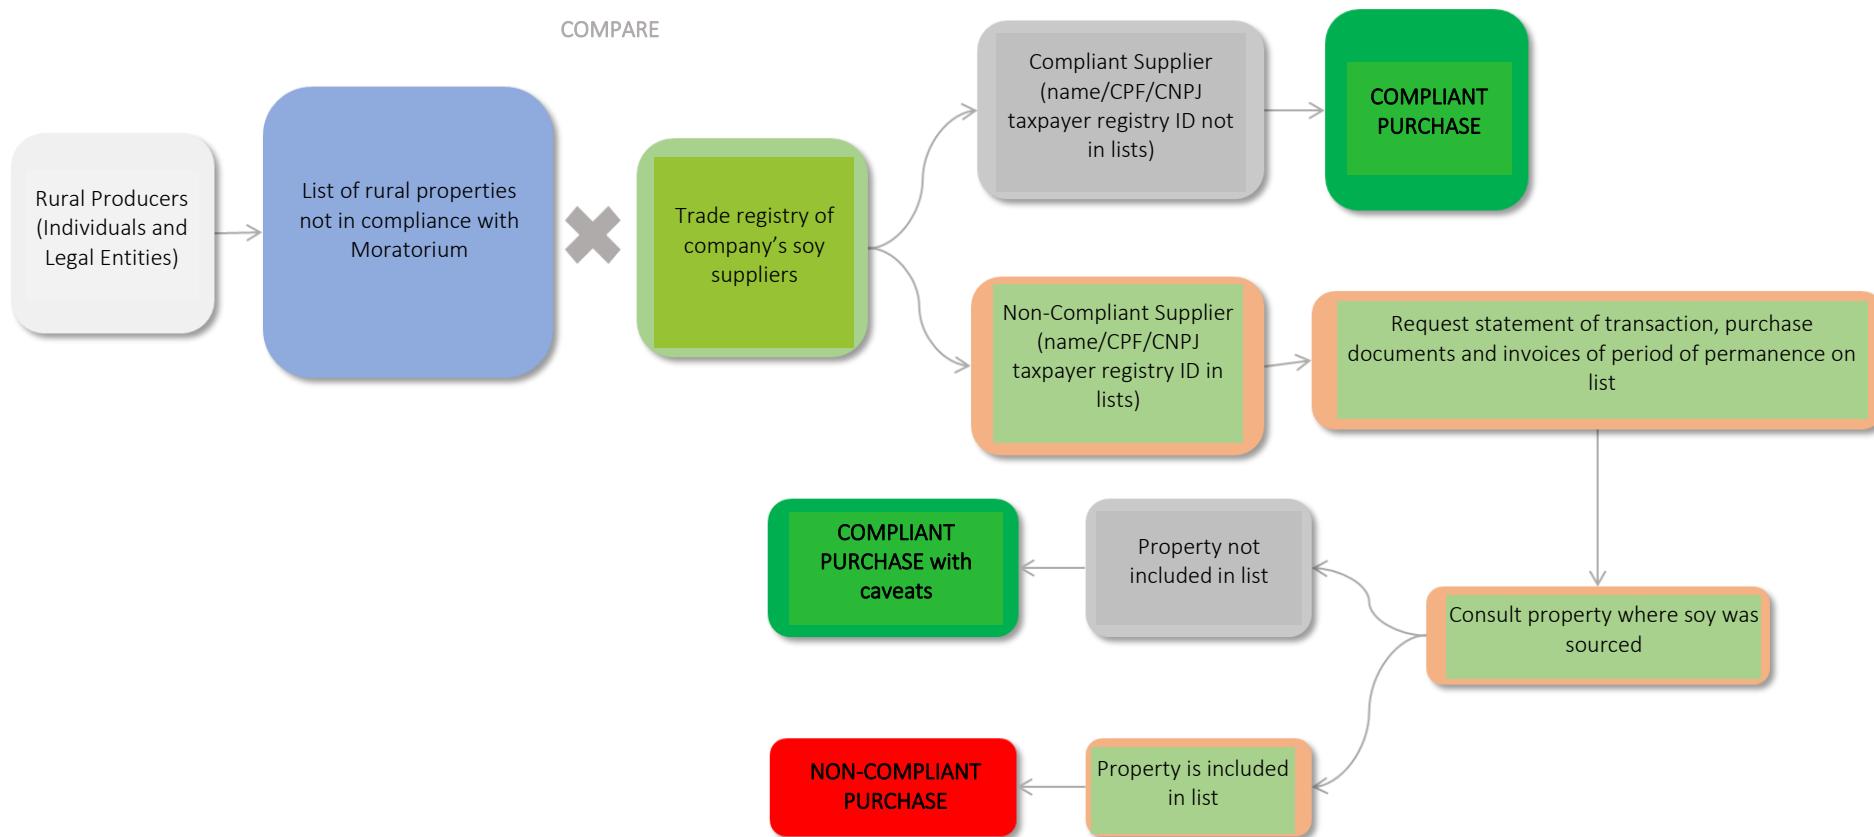 COMPARE
Rural Producers
(Individuals and
Legal Entities)
List of rural properties
not in compliance with
Moratorium
Trade registry of
company’s soy
suppliers
Compliant Supplier
(name/CPF/CNPJ
taxpayer registry ID not
in lists)
COMPLIANT
PURCHASE
Non-Compliant Supplier
(name/CPF/CNPJ
taxpayer registry ID in
lists)
Request statement of transaction, purchase
documents and invoices of period of permanence on
list
COMPLIANT
PURCHASE with
caveats
Property not
included in list
Consult property where soy was
sourced
NON-COMPLIANT
PURCHASE
Property is included
in list